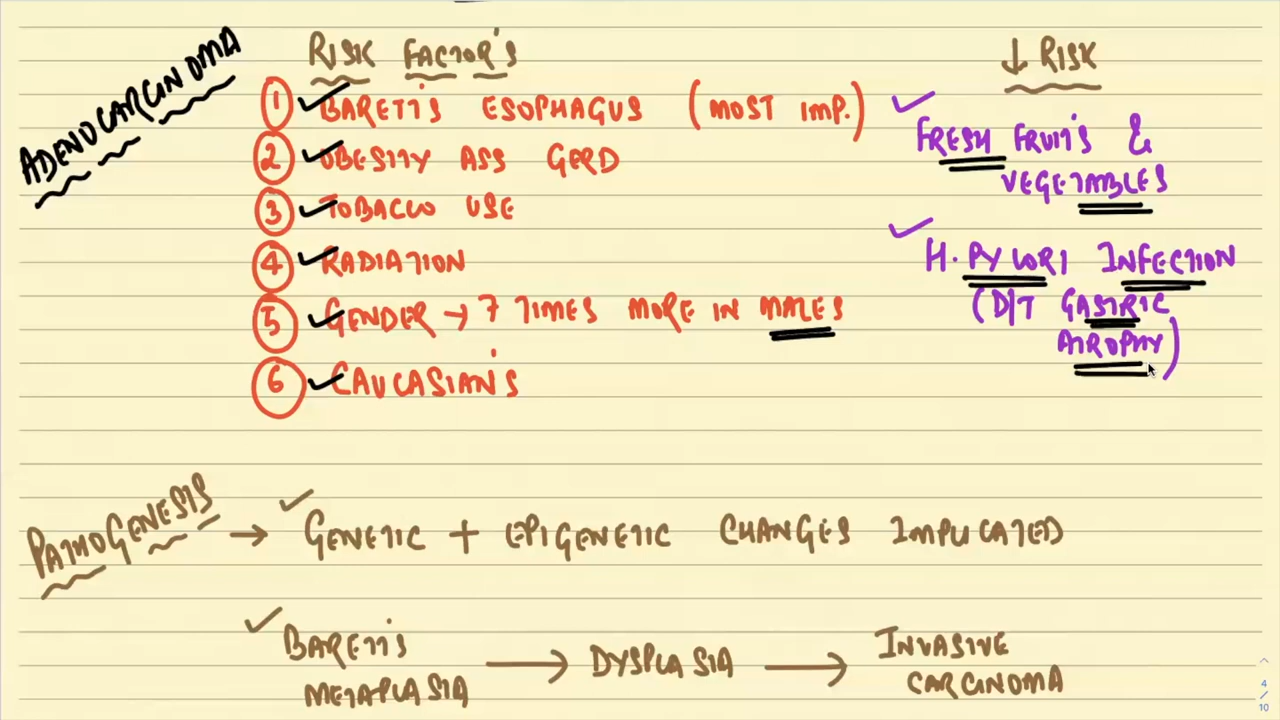 ADENOCARCINOMA
RISK FACTOR'S
1 BARETT'S ESOPHAGUS (MOST IMP.)
2 OBESITY ASS GERD
3 TOBACCO USE
4 RADIATION
5 GENDER → 7 TIMES MORE IN MALES
6 CAUCASIAN'S
↓ RISK
FRESH FRUIT'S &
VEGETABLES
H. PYLORI INFECTION
(D/T GASTRIC
ATROPHY)
PATHOGENESIS → GENETIC + EPIGENETIC CHANGES IMPLICATED
BARETT'S
METAPLASIA → DYSPLASIA → INVASIVE
CARCINOMA
4
/
10